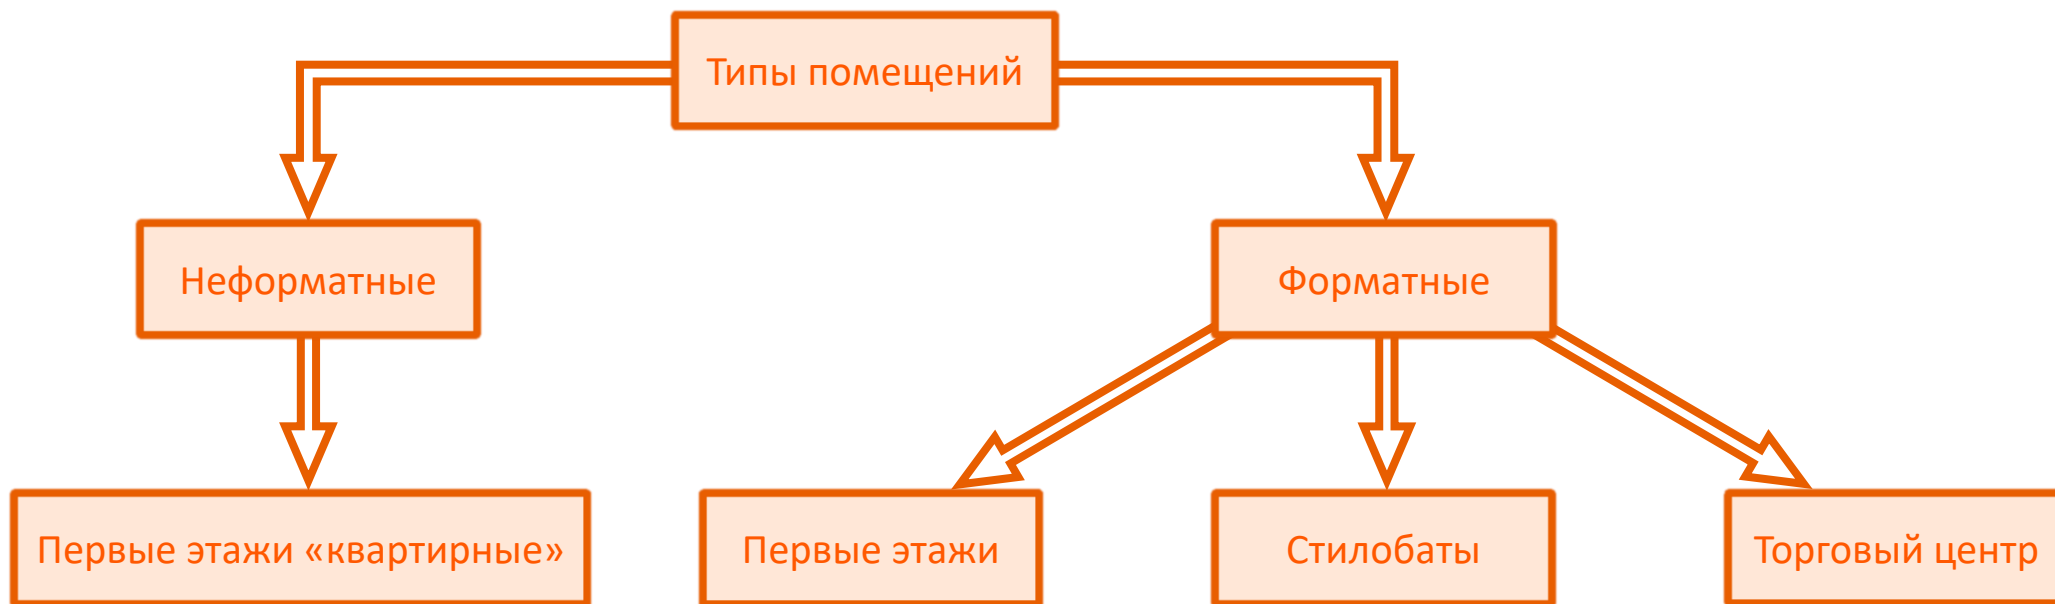 Типы помещений
Неформатные
Форматные
Первые этажи «квартирные»
Первые этажи
Стилобаты
Торговый центр